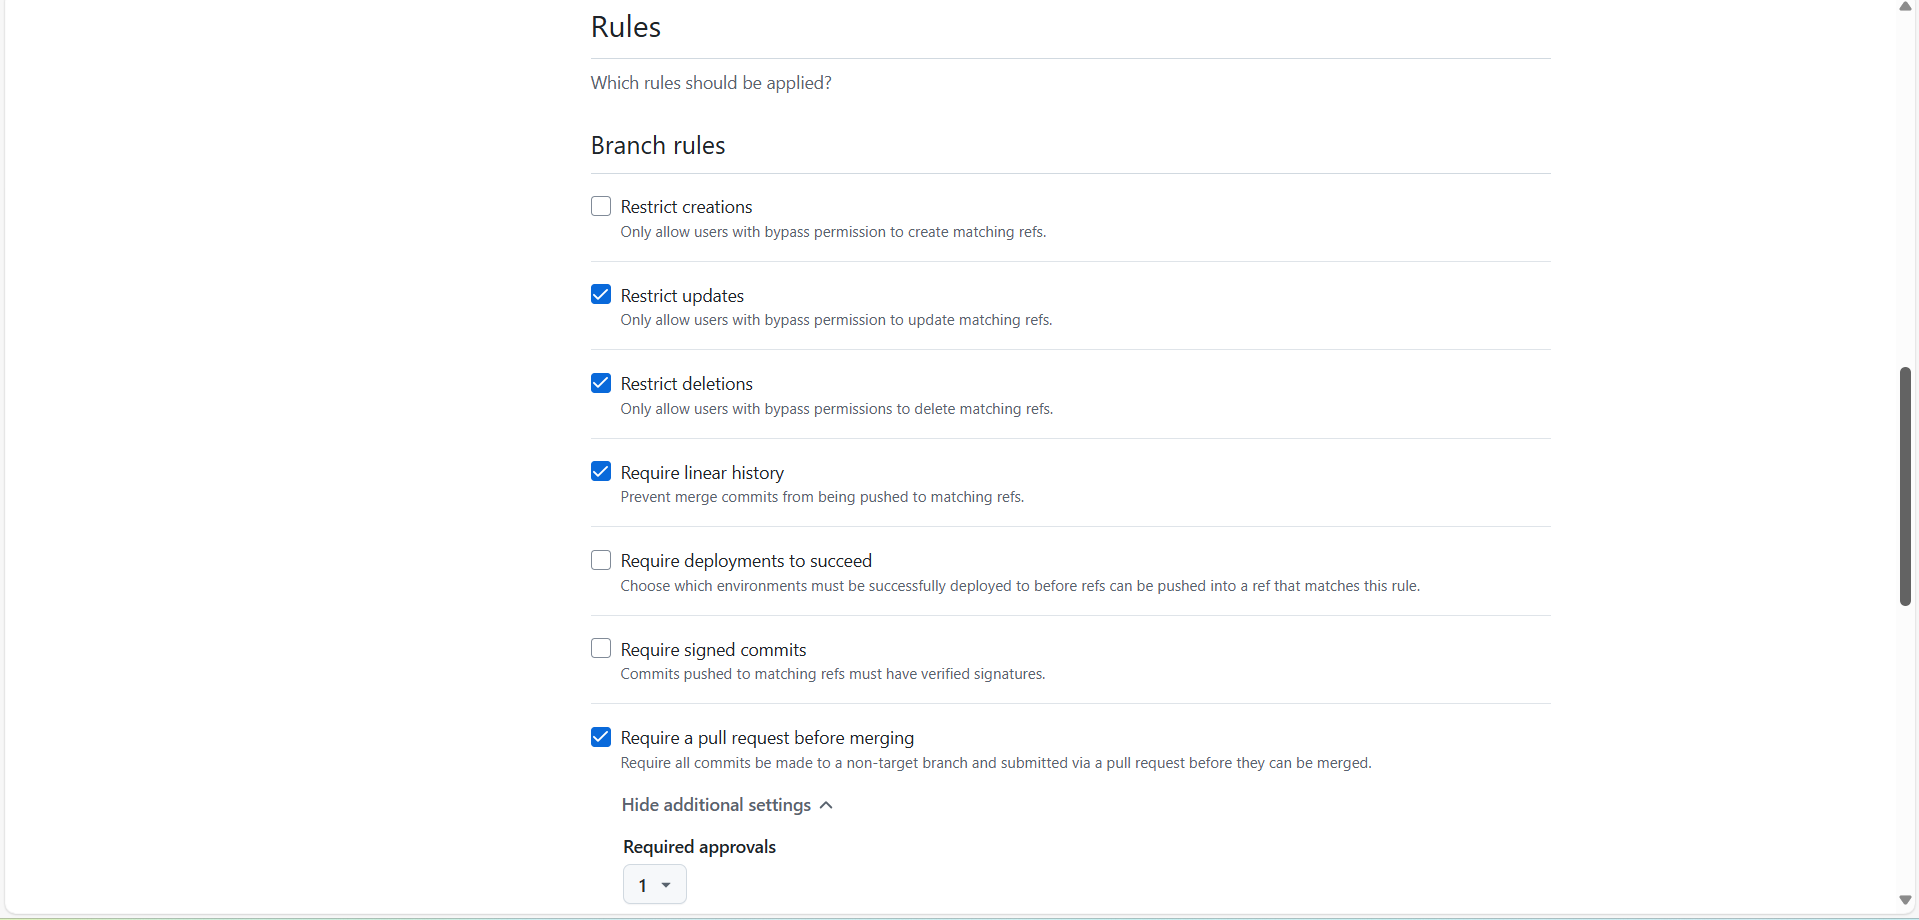 Rules
Which rules should be applied?
Branch rules
Restrict creations
Only allow users with bypass permission to create matching refs.
Restrict updates
Only allow users with bypass permission to update matching refs.
Restrict deletions
Only allow users with bypass permissions to delete matching refs.
Require linear history
Prevent merge commits from being pushed to matching refs.
Require deployments to succeed
Choose which environments must be successfully deployed to before refs can be pushed into a ref that matches this rule.
Require signed commits
Commits pushed to matching refs must have verified signatures.
Require a pull request before merging
Require all commits be made to a non-target branch and submitted via a pull request before they can be merged.
Hide additional settings
Required approvals
1